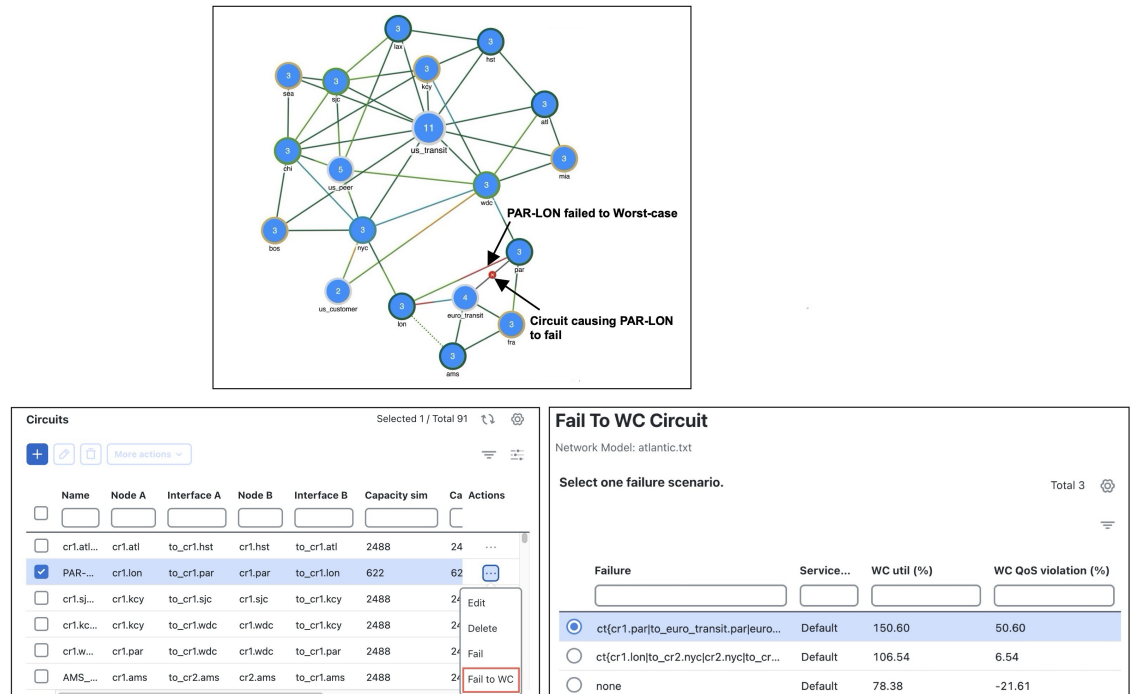 3
lax
3
hst
3
sea
3
sjc
3
kcy
3
atl
11
us_transit
3
chi
5
us_peer
3
mia
3
wdc
PAR-LON failed to Worst-case
3
bos
3
nyc
3
par
2
us_customer
3
lon
4
euro_transit
Circuit causing PAR-LON
to fail
3
fra
3
ams
Circuits
Selected 1 / Total 91
More actions
Name Node A Interface A Node B Interface B Capacity sim Ca Actions
cr1.atl... cr1.atl to_cr1.hst cr1.hst to_cr1.atl 2488 24 ...
PAR-... cr1.lon to_cr1.par cr1.par to_cr1.lon 622 62 ...
cr1.sj... cr1.kcy to_cr1.sjc cr1.sjc to_cr1.kcy 2488 24
cr1.kc... cr1.kcy to_cr1.wdc cr1.wdc to_cr1.kcy 2488 24
cr1.w... cr1.par to_cr1.wdc cr1.wdc to_cr1.par 2488 24
AMS_... cr1.ams to_cr2.ams cr2.ams to_cr1.ams 2488 24
Edit
Delete
Fail
Fail to WC
Fail To WC Circuit
Network Model: atlantic.txt
Select one failure scenario.
Total 3
Failure Service... WC util (%) WC QoS violation (%)
ct{cr1.par|to_euro_transit.par|euro... Default 150.60 50.60
ct{cr1.lon|to_cr2.nyc|cr2.nyc|to_cr... Default 106.54 6.54
none Default 78.38 -21.61